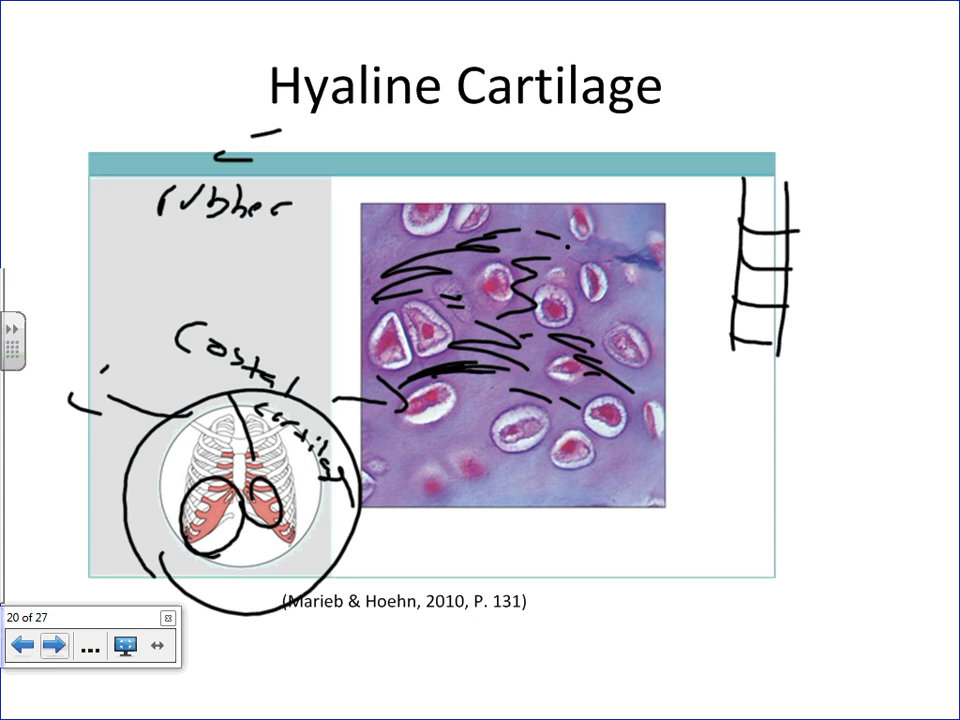 Hyaline Cartilage
rubber
Costal
cartilage
(Marieb & Hoehn, 2010, P. 131)
20 of 27
...